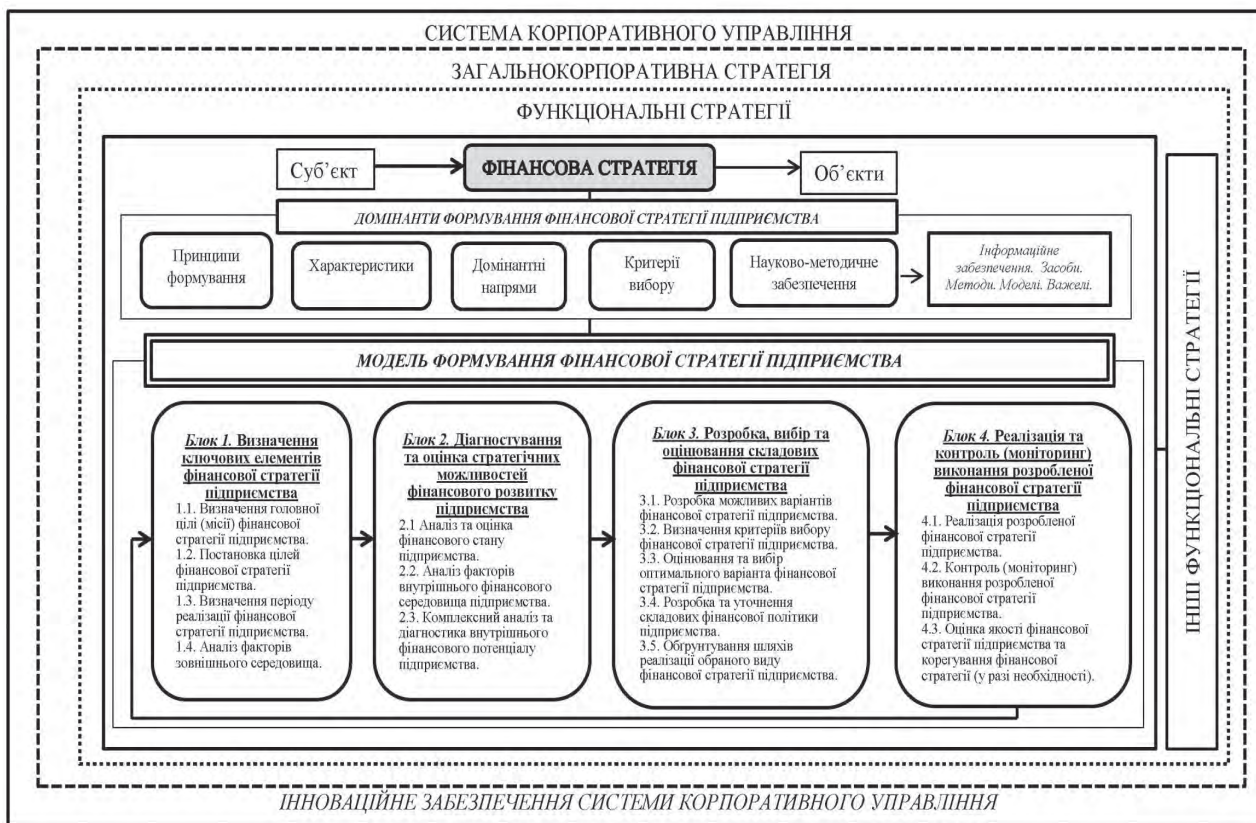 СИСТЕМА КОРПОРАТИВНОГО УПРАВЛІННЯ
ЗАГАЛЬНОКОРПОРАТИВНА СТРАТЕГІЯ
ФУНКЦІОНАЛЬНІ СТРАТЕГІЇ
Суб’єкт
ФІНАНСОВА СТРАТЕГІЯ
Об’єкти
ДОМІНАНТИ ФОРМУВАННЯ ФІНАНСОВОЇ СТРАТЕГІЇ ПІДПРИЄМСТВА
Принципи
формування
Характеристики
Домінантні
напрями
Критерії
вибору
Науково-методичне
забезпечення
Інформаційне
забезпечення. Засоби.
Методи. Моделі. Важелі.
МОДЕЛЬ ФОРМУВАННЯ ФІНАНСОВОЇ СТРАТЕГІЇ ПІДПРИЄМСТВА
Блок 1. Визначення
ключових елементів
фінансової стратегії
підприємства
1.1. Визначення головної
цілі (місії) фінансової
стратегії підприємства.
1.2. Постановка цілей
фінансової стратегії
підприємства.
1.3. Визначення періоду
реалізації фінансової
стратегії підприємства.
1.4. Аналіз факторів
зовнішнього середовища.
Блок 2. Діагностування
та оцінка стратегічних
можливостей
фінансового розвитку
підприємства
2.1 Аналіз та оцінка
фінансового стану
підприємства.
2.2. Аналіз факторів
внутрішнього фінансового
середовища підприємства.
2.3. Комплексний аналіз та
діагностика внутрішнього
фінансового потенціалу
підприємства.
Блок 3. Розробка, вибір та
оцінювання складових
фінансової стратегії
підприємства
3.1. Розробка можливих варіантів
фінансової стратегії підприємства.
3.2. Визначення критеріїв вибору
фінансової стратегії підприємства.
3.3. Оцінювання та вибір
оптимального варіанта фінансової
стратегії підприємства.
3.4. Розробка та уточнення
складових фінансової політики
підприємства.
3.5. Обґрунтування шляхів
реалізації обраного виду
фінансової стратегії підприємства.
Блок 4. Реалізація та
контроль (моніторинг)
виконання розробленої
фінансової стратегії
підприємства
4.1. Реалізація розробленої
фінансової стратегії
підприємства.
4.2. Контроль (моніторинг)
виконання розробленої
фінансової стратегії
підприємства.
4.3. Оцінка якості фінансової
стратегії підприємства та
корегування фінансової
стратегії (у разі необхідності).
ІНШІ ФУНКЦІОНАЛЬНІ СТРАТЕГІЇ
ІННОВАЦІЙНЕ ЗАБЕЗПЕЧЕННЯ СИСТЕМИ КОРПОРАТИВНОГО УПРАВЛІННЯ